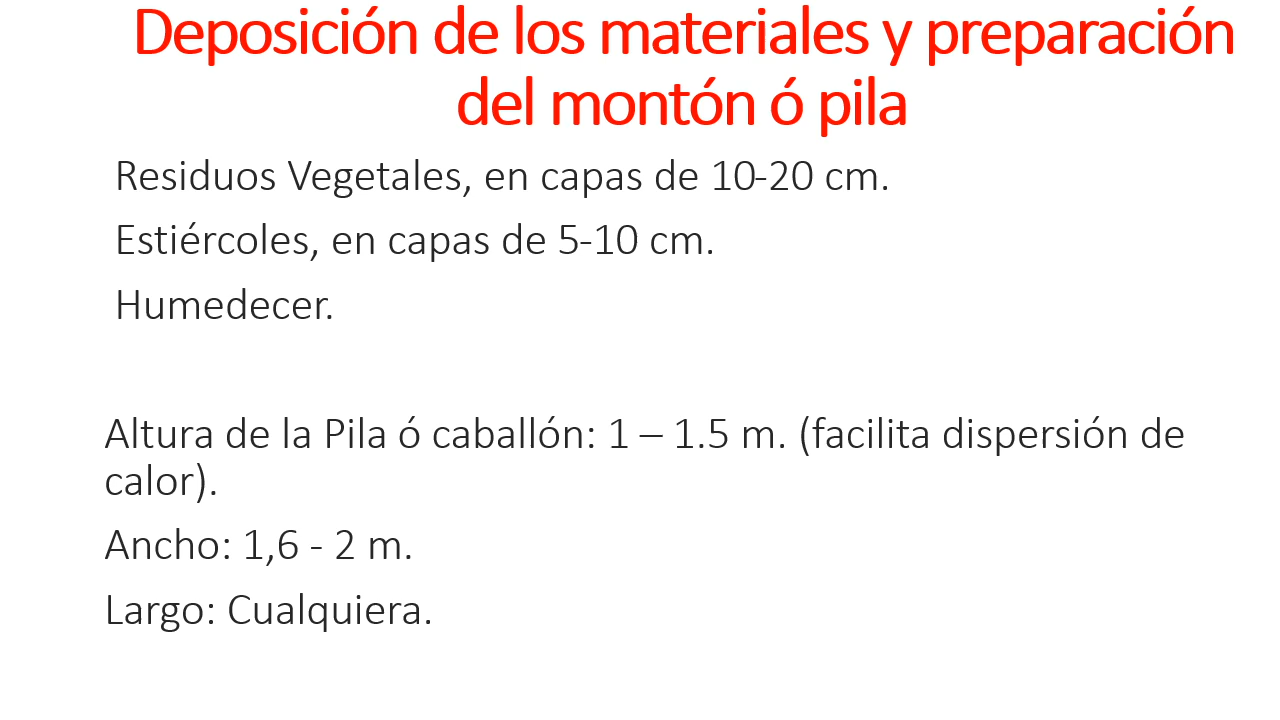 Deposición de los materiales y preparación
del montón ó pila
Residuos Vegetales, en capas de 10-20 cm.
Estiércoles, en capas de 5-10 cm.
Humedecer.
Altura de la Pila ó caballón: 1 – 1.5 m. (facilita dispersión de
calor).
Ancho: 1,6 - 2 m.
Largo: Cualquiera.